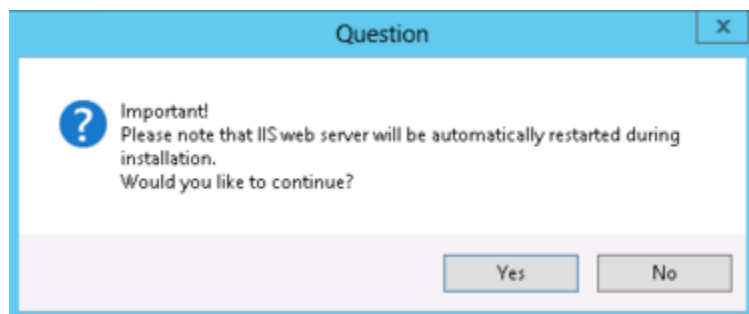 Question
x
Important!
Please note that IIS web server will be automatically restarted during
installation.
Would you like to continue?
Yes
No